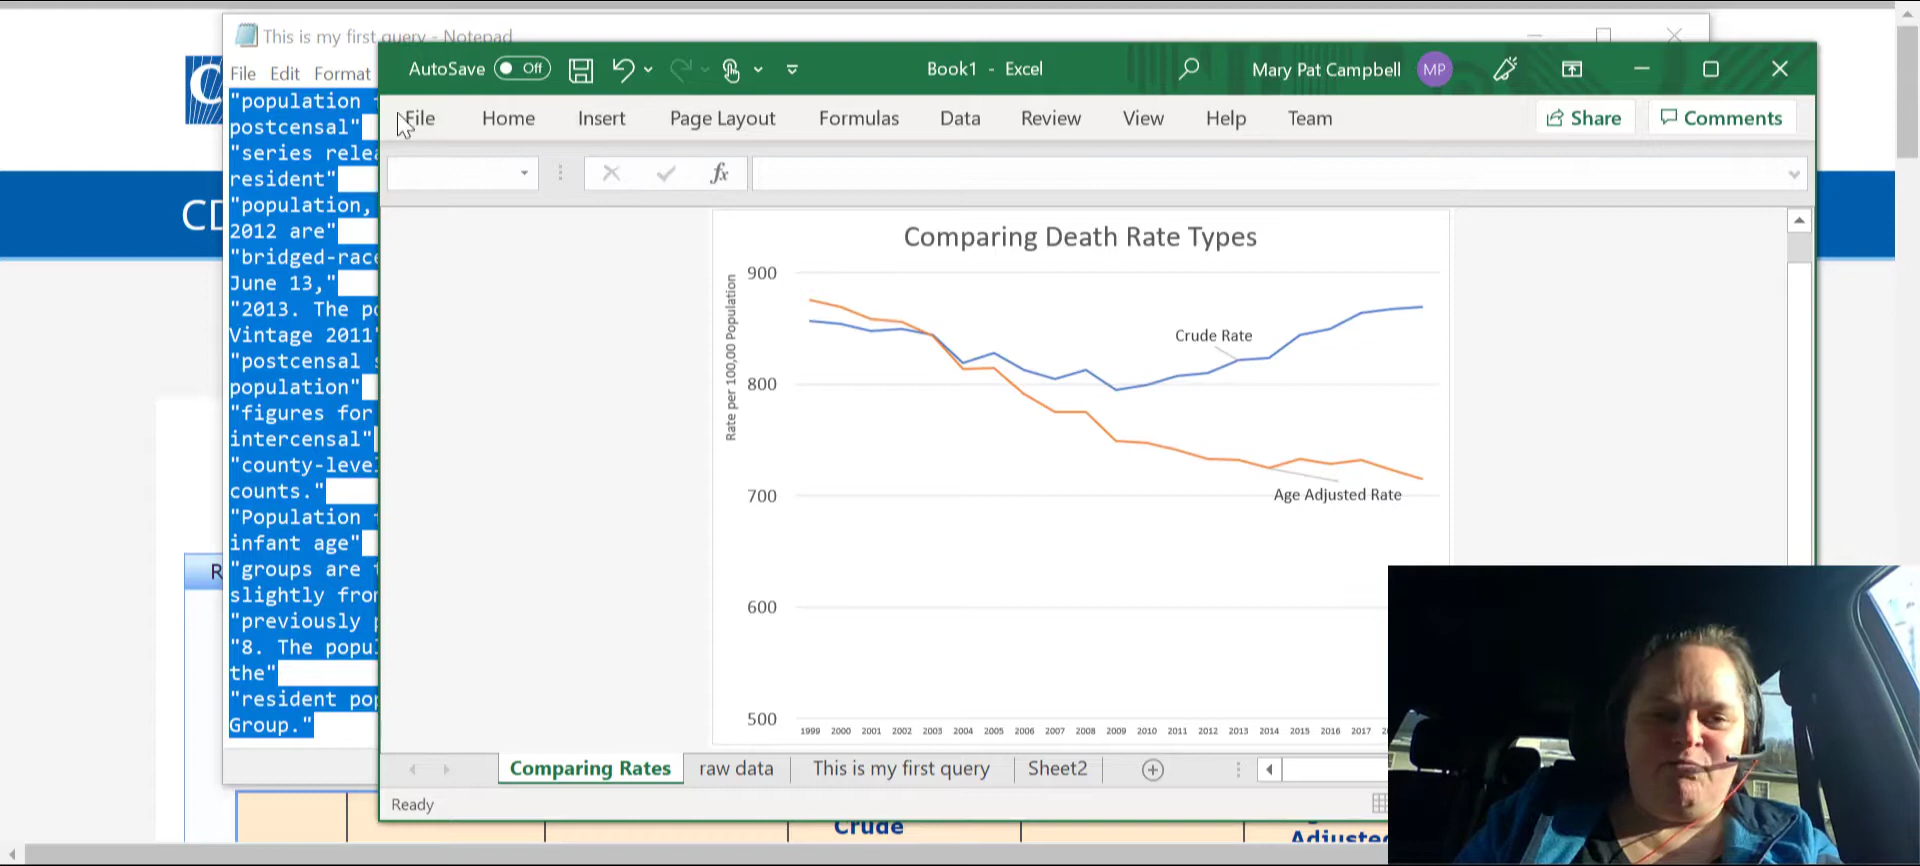 This is my first query - Notepad
File Edit Format
C
CD
R
"population
postcensal"
"series relea
resident"
"population,
2012 are"
"bridged-race
June 13,"
"2013. The po
Vintage 2011'
"postcensal s
population"
"figures for
intercensal"
"county-level
counts."
"Population
infant age"
"groups are
slightly from
"previously p
"8. The popul
the"
"resident pop
Group."
AutoSave Off
Book1 - Excel
Mary Pat Campbell MP
File Home Insert Page Layout Formulas Data Review View Help Team
Share Comments
fx
Comparing Death Rate Types
Rate per 100,00 Population
900
800
700
600
500
Crude Rate
Age Adjusted Rate
1999 2000 2001 2002 2003 2004 2005 2006 2007 2008 2009 2010 2011 2012 2013 2014 2015 2016 2017
Comparing Rates raw data This is my first query Sheet2
Ready
Crude
Adjusted